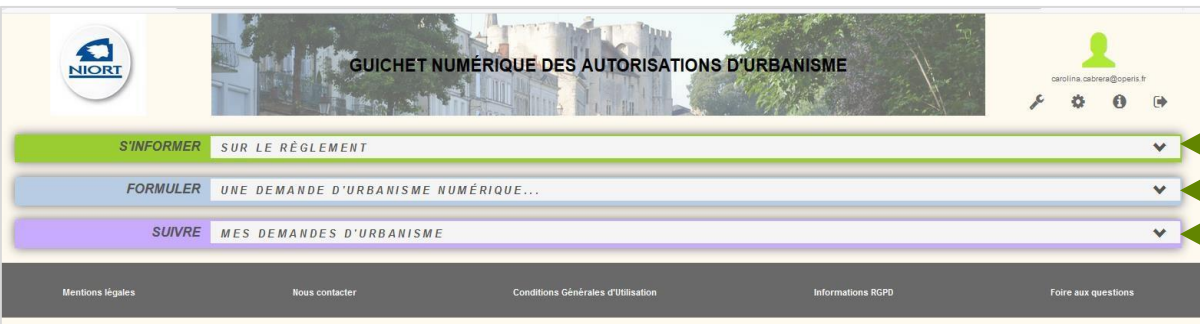 NIORT
GUICHET NUMÉRIQUE DES AUTORISATIONS D'URBANISME
carolina.cabrera@operis.fr
S'INFORMER SUR LE RÈGLEMENT
FORMULER UNE DEMANDE D'URBANISME NUMÉRIQUE...
SUIVRE MES DEMANDES D'URBANISME
Mentions légales Nous contacter Conditions Générales d'Utilisation Informations RGPD Foire aux questions